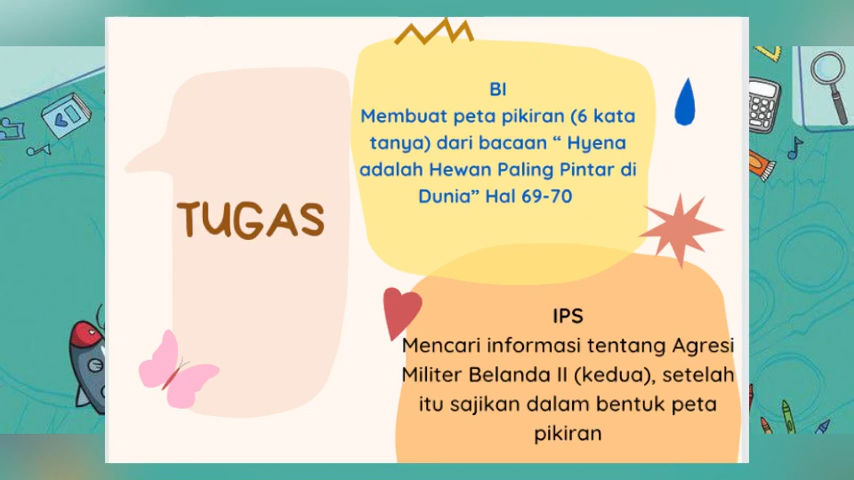 TUGAS
BI
Membuat peta pikiran (6 kata
tanya) dari bacaan “ Hyena
adalah Hewan Paling Pintar di
Dunia” Hal 69-70
IPS
Mencari informasi tentang Agresi
Militer Belanda II (kedua), setelah
itu sajikan dalam bentuk peta
pikiran